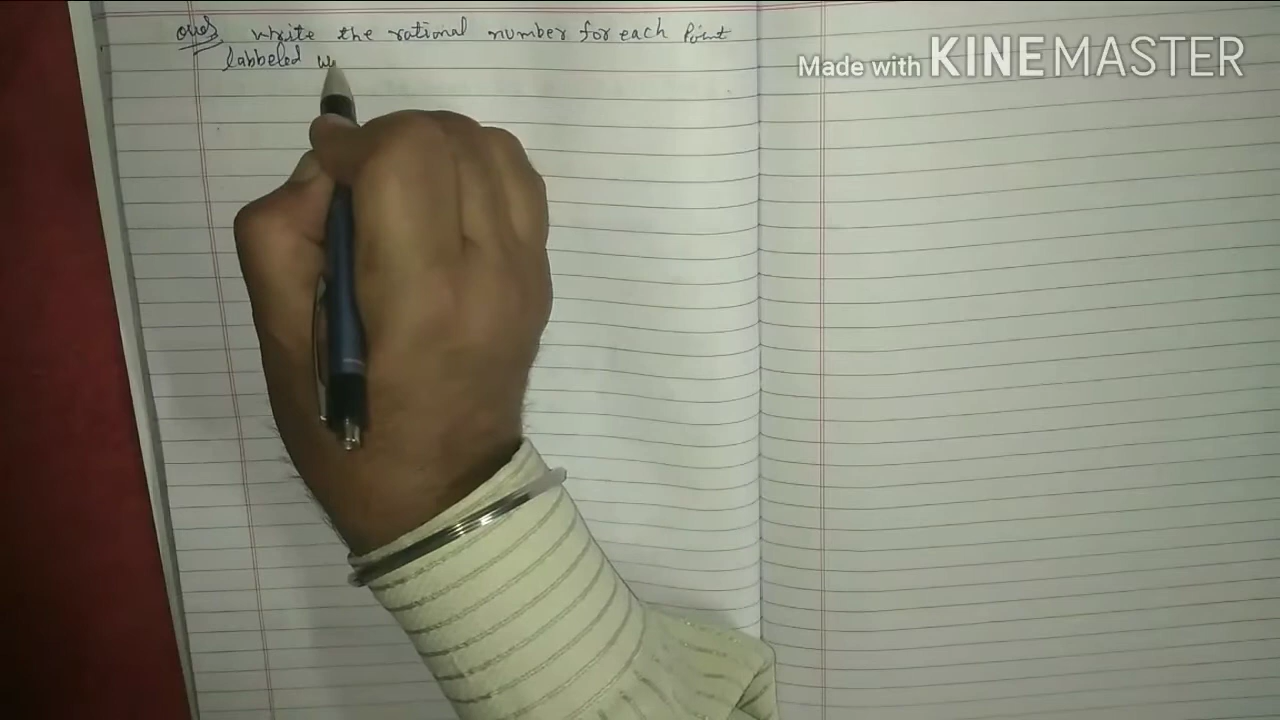 Ques write the rational number for each Point
labbeled w
Made with KINEMASTER